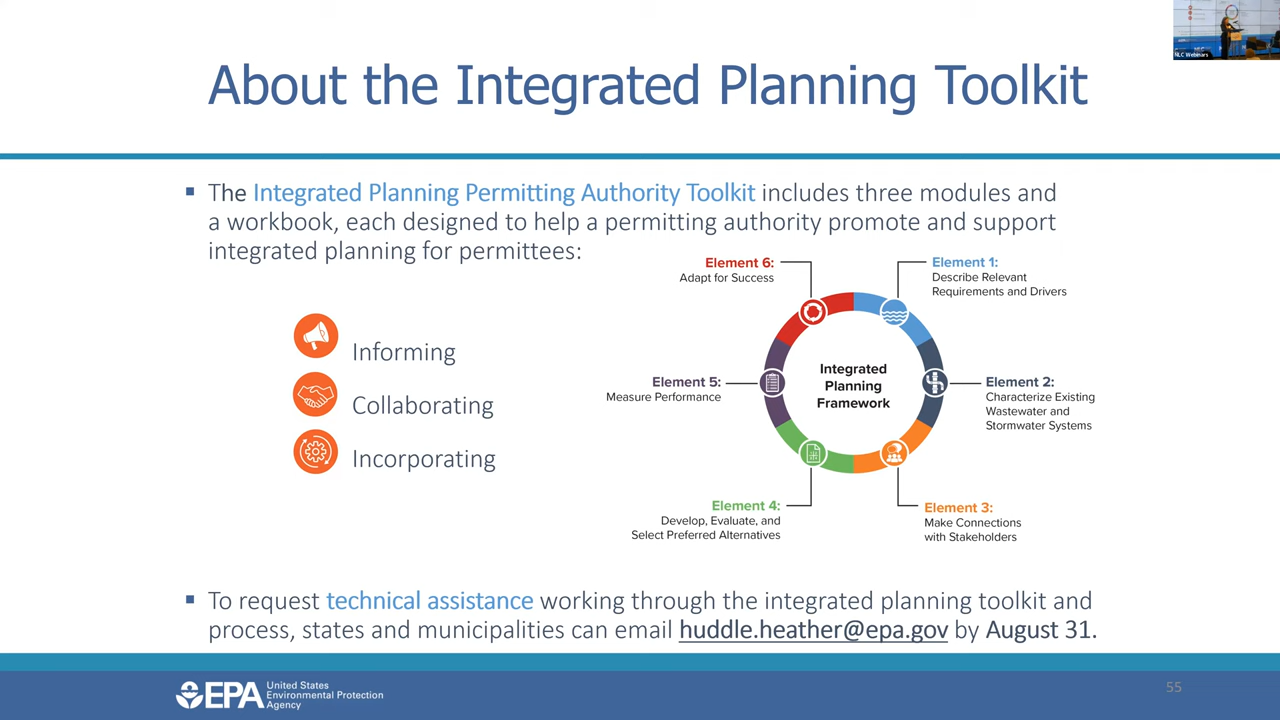 About the Integrated Planning Toolkit
NLC Webinars
▪ The Integrated Planning Permitting Authority Toolkit includes three modules and
a workbook, each designed to help a permitting authority promote and support
integrated planning for permittees:
Informing
Collaborating
Incorporating
Element 6:
Adapt for Success
Element 1:
Describe Relevant
Requirements and Drivers
Element 5:
Measure Performance
Integrated
Planning
Framework
Element 2:
Characterize Existing
Wastewater and
Stormwater Systems
Element 4:
Develop, Evaluate, and
Select Preferred Alternatives
Element 3:
Make Connections
with Stakeholders
▪ To request technical assistance working through the integrated planning toolkit and
process, states and municipalities can email huddle.heather@epa.gov by August 31.
EPA
United States
Environmental Protection
Agency
55